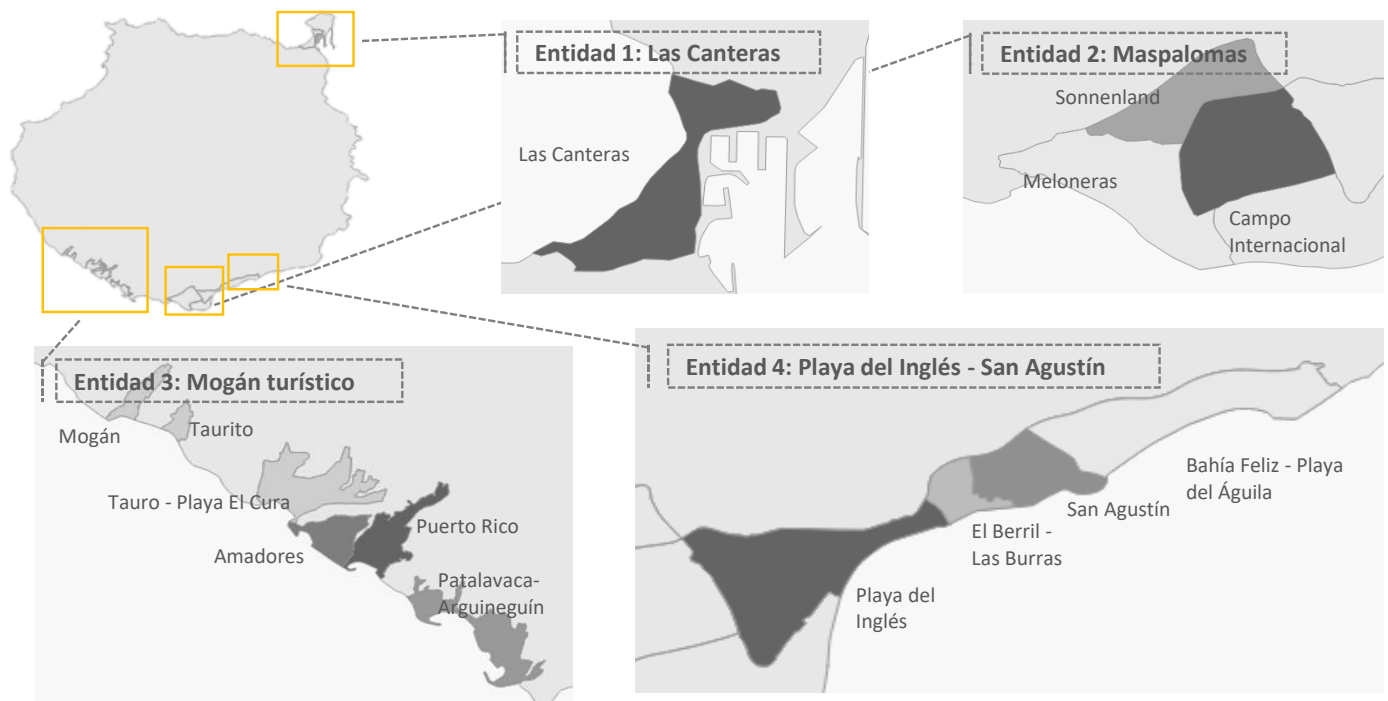 Entidad 1: Las Canteras
Las Canteras
Entidad 2: Maspalomas
Sonnenland
Meloneras
Campo
Internacional
Entidad 3: Mogán turístico
Mogán
Taurito
Tauro - Playa El Cura
Puerto Rico
Amadores
Patalavaca-
Arguineguín
Entidad 4: Playa del Inglés - San Agustín
Bahía Feliz - Playa
del Águila
San Agustín
El Berril -
Las Burras
Playa del
Inglés